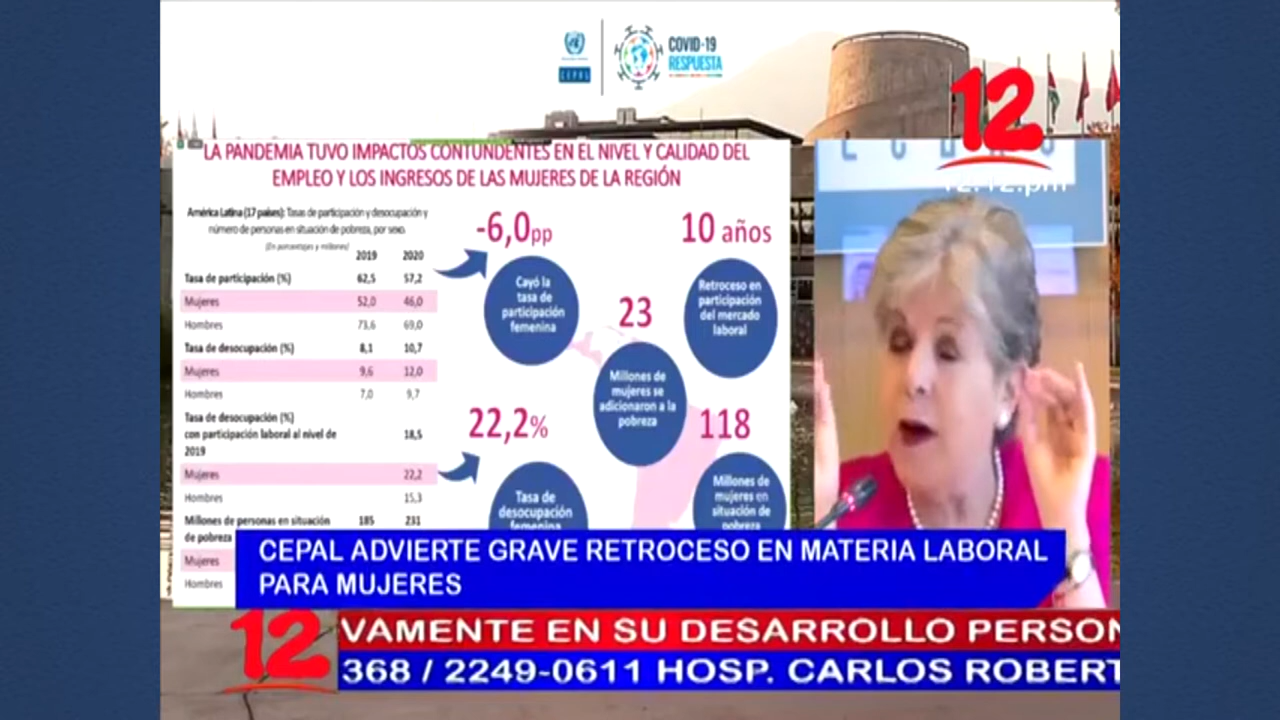 CEPAL
COVID-19
RESPUESTA
12
12:12:pm
LA PANDEMIA TUVO IMPACTOS CONTUNDENTES EN EL NIVEL Y CALIDAD DEL
EMPLEO Y LOS INGRESOS DE LAS MUJERES DE LA REGIÓN
América Latina (17 países): Tasas de participación y desocupación y
número de personas en situación de pobreza, por sexo.
(En porcentajes y millones)
2019 2020
Tasa de participación (%) 62,5 57,2
Mujeres 52,0 46,0
Hombres 73,6 69,0
Tasa de desocupación (%) 8,1 10,7
Mujeres 9,6 12,0
Hombres 7,0 9,7
Tasa de desocupación (%)
con participación laboral al nivel de 18,5
2019
Mujeres 22,2
Hombres 15,3
Millones de personas en situación 185 231
de pobreza
Mujeres
Hombres
-6,0pp
Cayó la
tasa de
participación
femenina
10 años
Retroceso en
participación
del mercado
laboral
23
Millones de
mujeres se
adicionaron a la
pobreza
22,2%
Tasa de
desocupación
femenina
118
Millones de
mujeres en
situación de
pobreza
CEPAL ADVIERTE GRAVE RETROCESO EN MATERIA LABORAL
PARA MUJERES
12
VAMENTE EN SU DESARROLLO PERSON
368 / 2249-0611 HOSP. CARLOS ROBERT